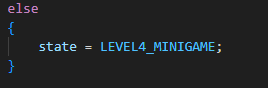 else
{
state = LEVEL4_MINIGAME;
}